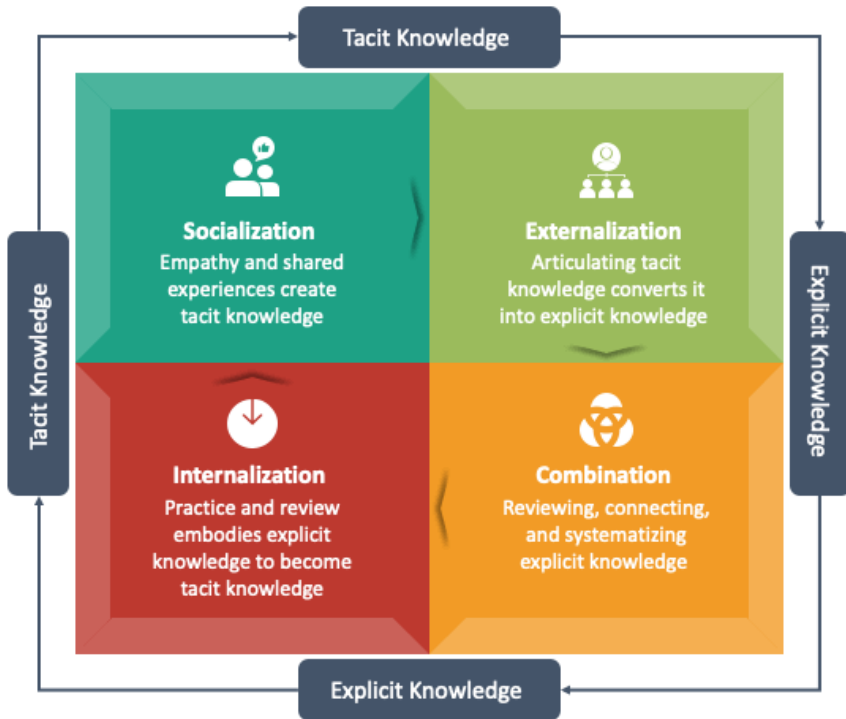 Tacit Knowledge
Socialization
Empathy and shared
experiences create
tacit knowledge
Externalization
Articulating tacit
knowledge converts it
into explicit knowledge
Tacit Knowledge
Explicit Knowledge
Internalization
Practice and review
embodies explicit
knowledge to become
tacit knowledge
Combination
Reviewing, connecting,
and systematizing
explicit knowledge
Explicit Knowledge